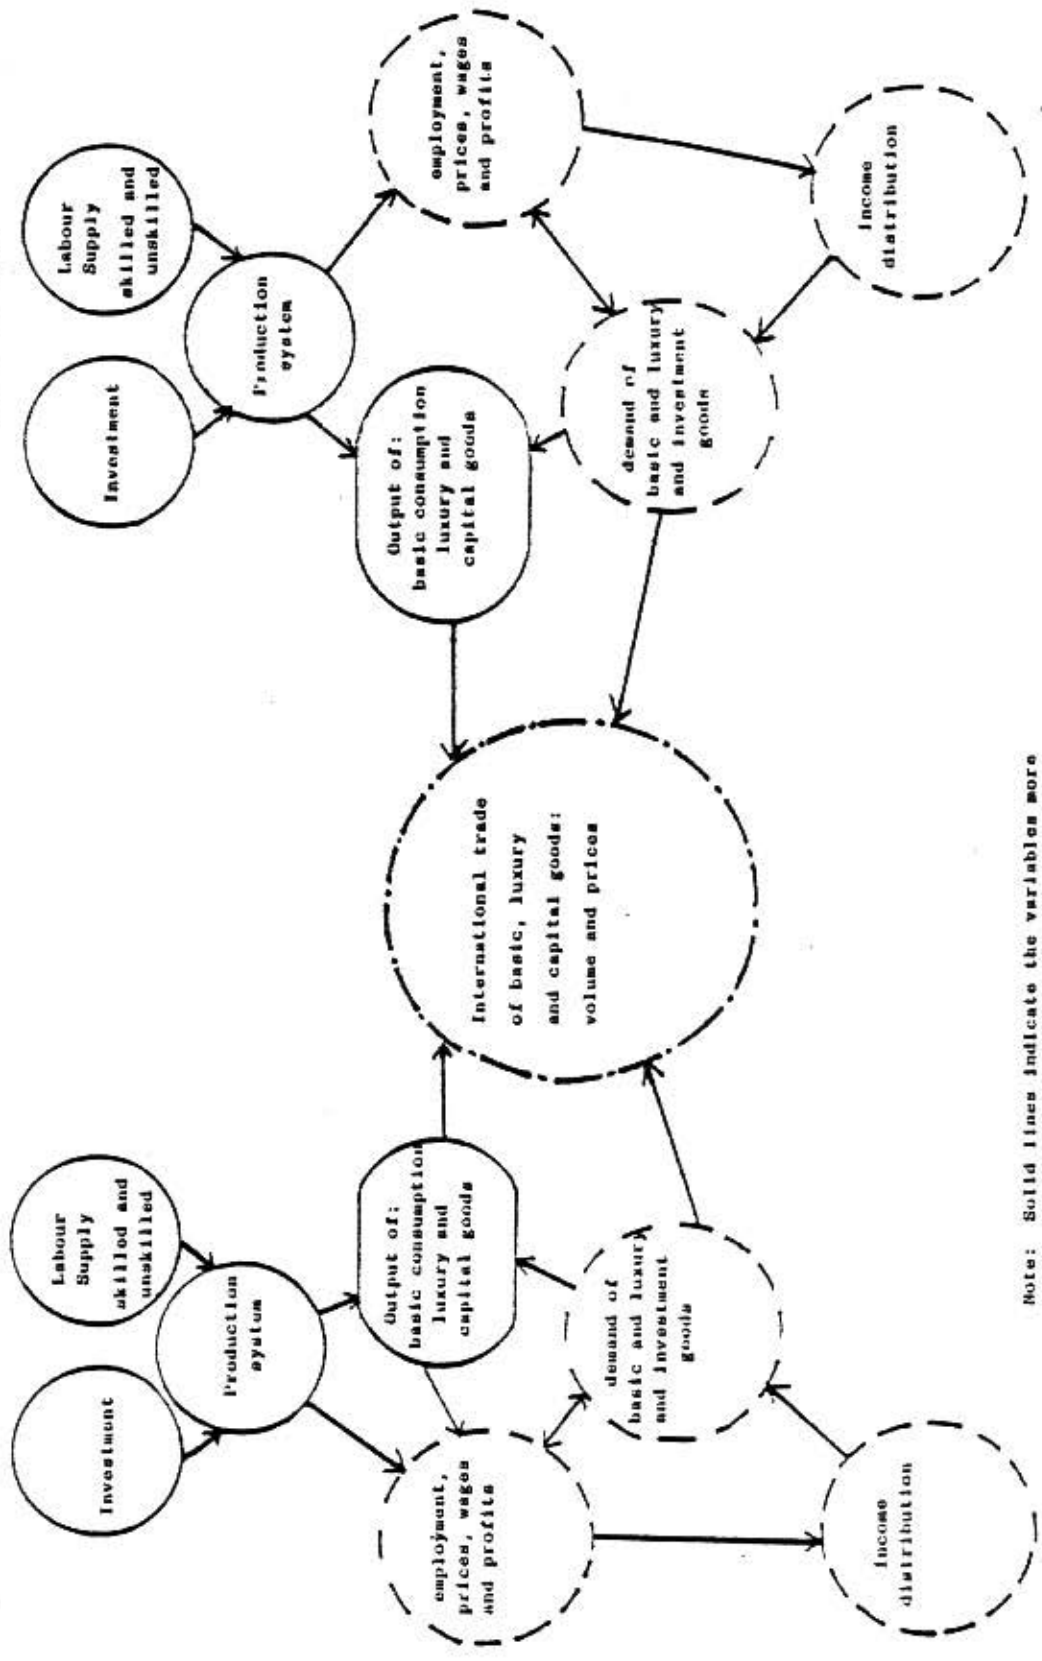 Investment
Labour
Supply
skilled and
unskilled
Production
system
Output of:
basic consumption
luxury and
capital goods
employment,
prices, wages
and profits
demand of
basic and luxury
and investment
goods
income
distribution
International trade
of basic, luxury
and capital goods:
volume and prices
Investment
Labour
Supply
skilled and
unskilled
Production
system
Output of:
basic consumption
luxury and
capital goods
employment,
prices, wages
and profits
demand of
basic and luxury
and investment
goods
income
distribution
Note: Solid lines indicate the variables more